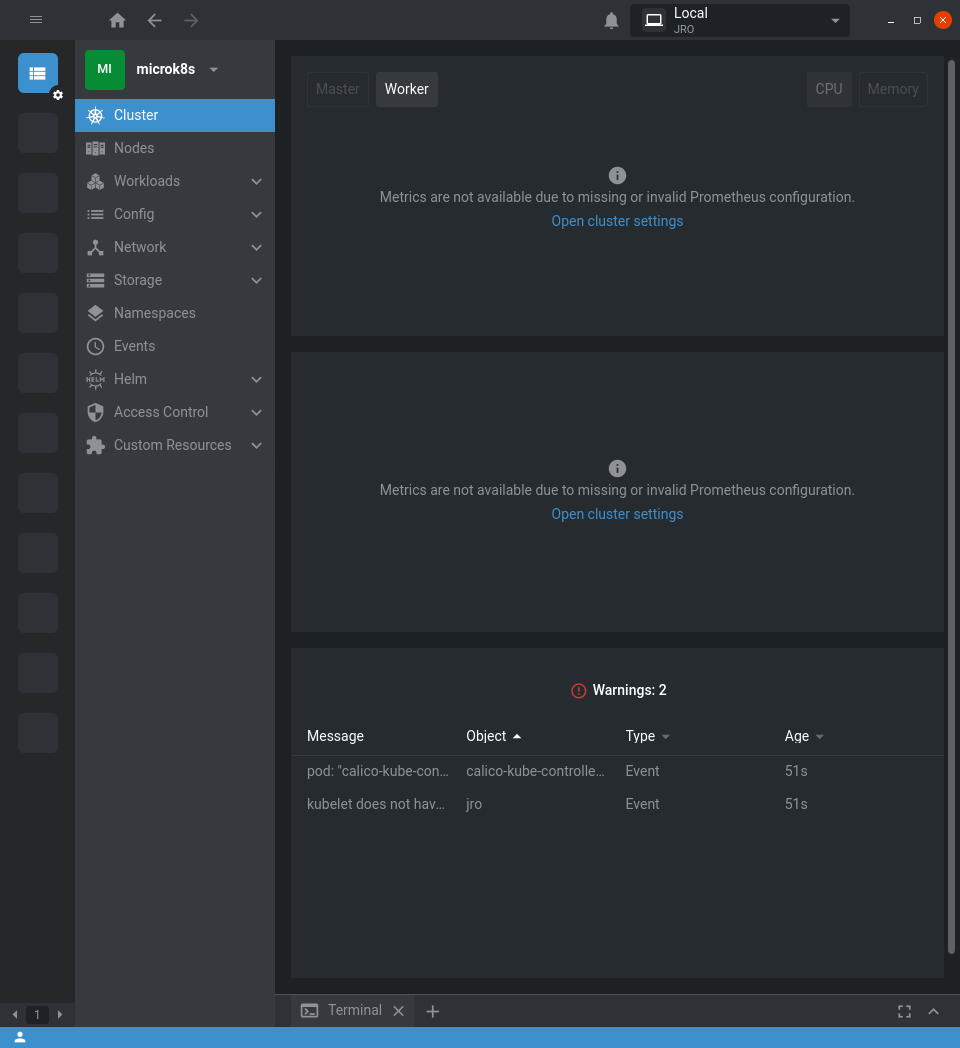 Local
JRO
MI
microk8s
Cluster
Nodes
Workloads
Config
Network
Storage
Namespaces
Events
HELM
Helm
Access Control
Custom Resources
Master
Worker
CPU
Memory
Metrics are not available due to missing or invalid Prometheus configuration.
Open cluster settings
Metrics are not available due to missing or invalid Prometheus configuration.
Open cluster settings
Warnings: 2
Message Object Type Age
pod: "calico-kube-con… calico-kube-controlle… Event 51s
kubelet does not hav… jro Event 51s
Terminal
1